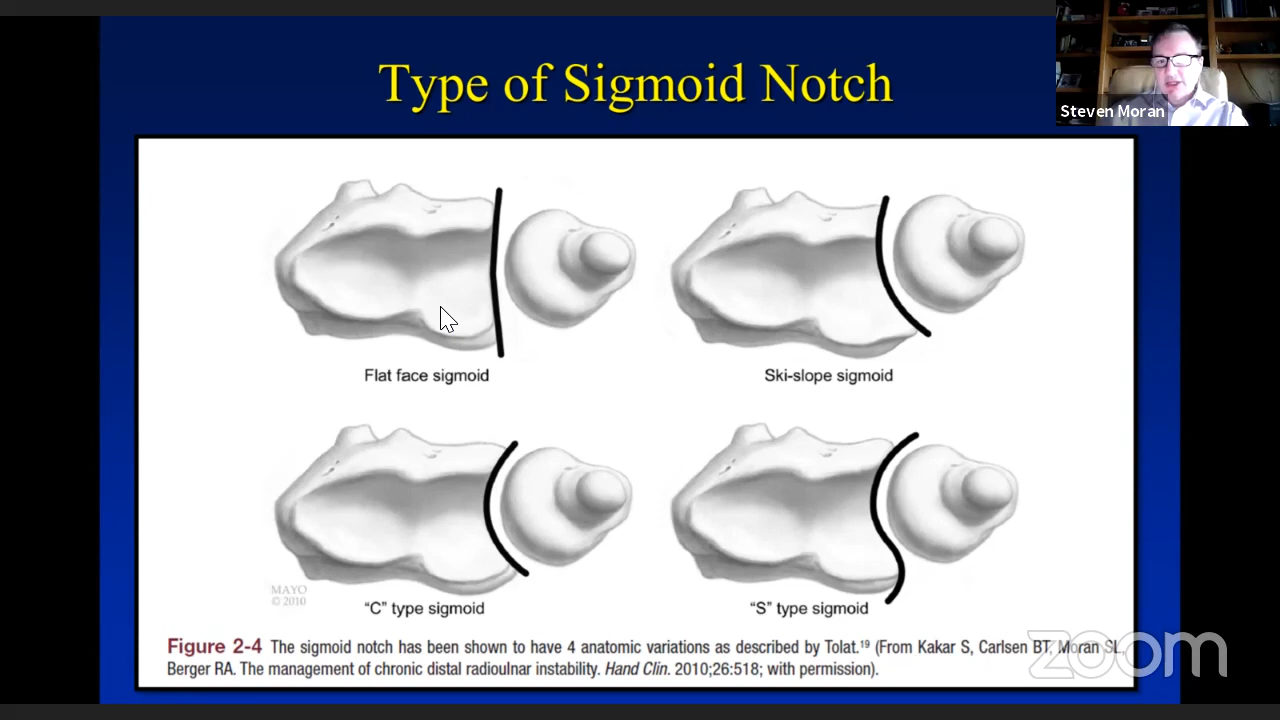 Type of Sigmoid Notch
Steven Moran
Flat face sigmoid
Ski-slope sigmoid
MAYO
© 2010
“C” type sigmoid
“S” type sigmoid
Figure 2-4 The sigmoid notch has been shown to have 4 anatomic variations as described by Tolat.¹⁹ (From Kakar S, Carlsen BT, Moran SL,
Berger RA. The management of chronic distal radioulnar instability. Hand Clin. 2010;26:518; with permission).
zoom